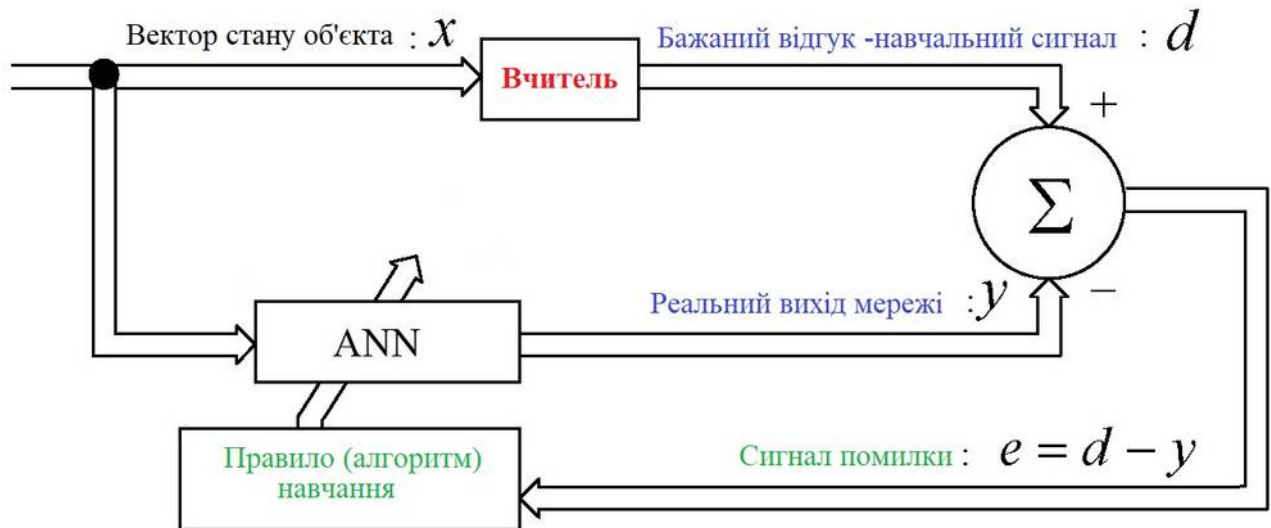 Вектор стану об'єкта : x
Бажаний відгук -навчальний сигнал : d
Вчитель
+
Σ
−
Реальний вихід мережі :y
ANN
Правило (алгоритм)
навчання
Сигнал помилки : e = d − y